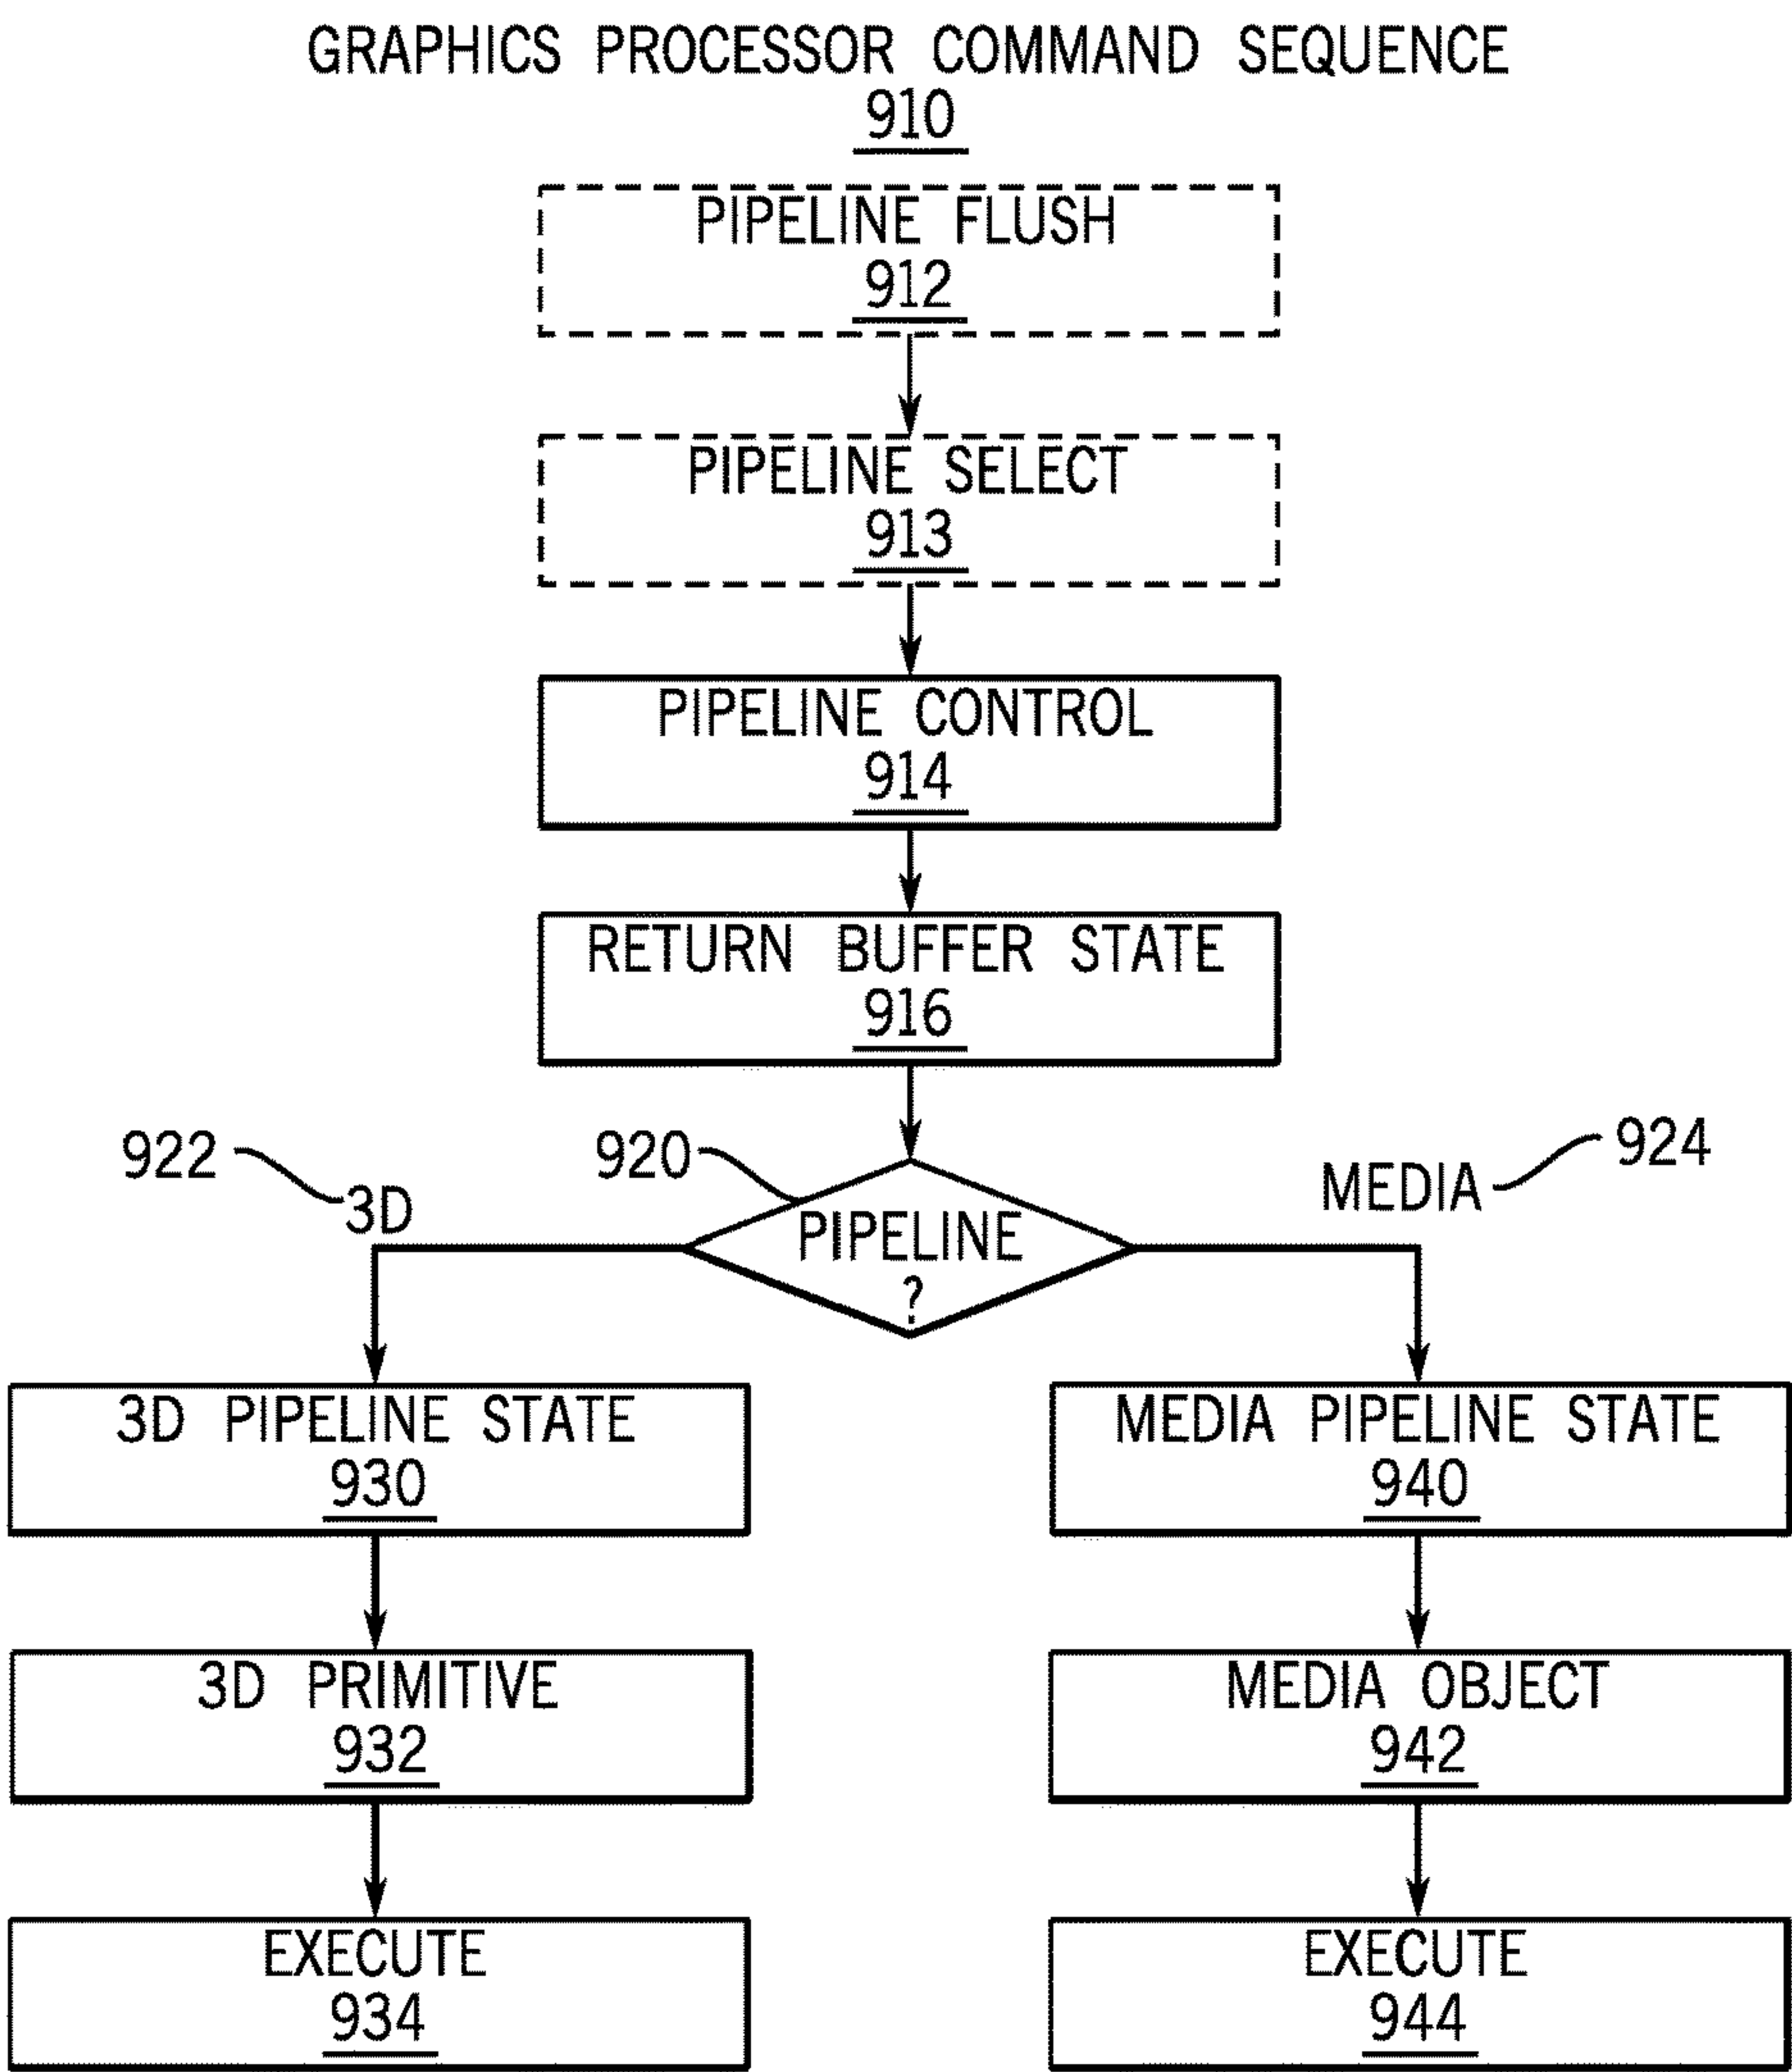 GRAPHICS PROCESSOR COMMAND SEQUENCE
910
PIPELINE FLUSH
912
PIPELINE SELECT
913
PIPELINE CONTROL
914
RETURN BUFFER STATE
916
922
3D
920
PIPELINE
?
MEDIA
924
3D PIPELINE STATE
930
3D PRIMITIVE
932
EXECUTE
934
MEDIA PIPELINE STATE
940
MEDIA OBJECT
942
EXECUTE
944